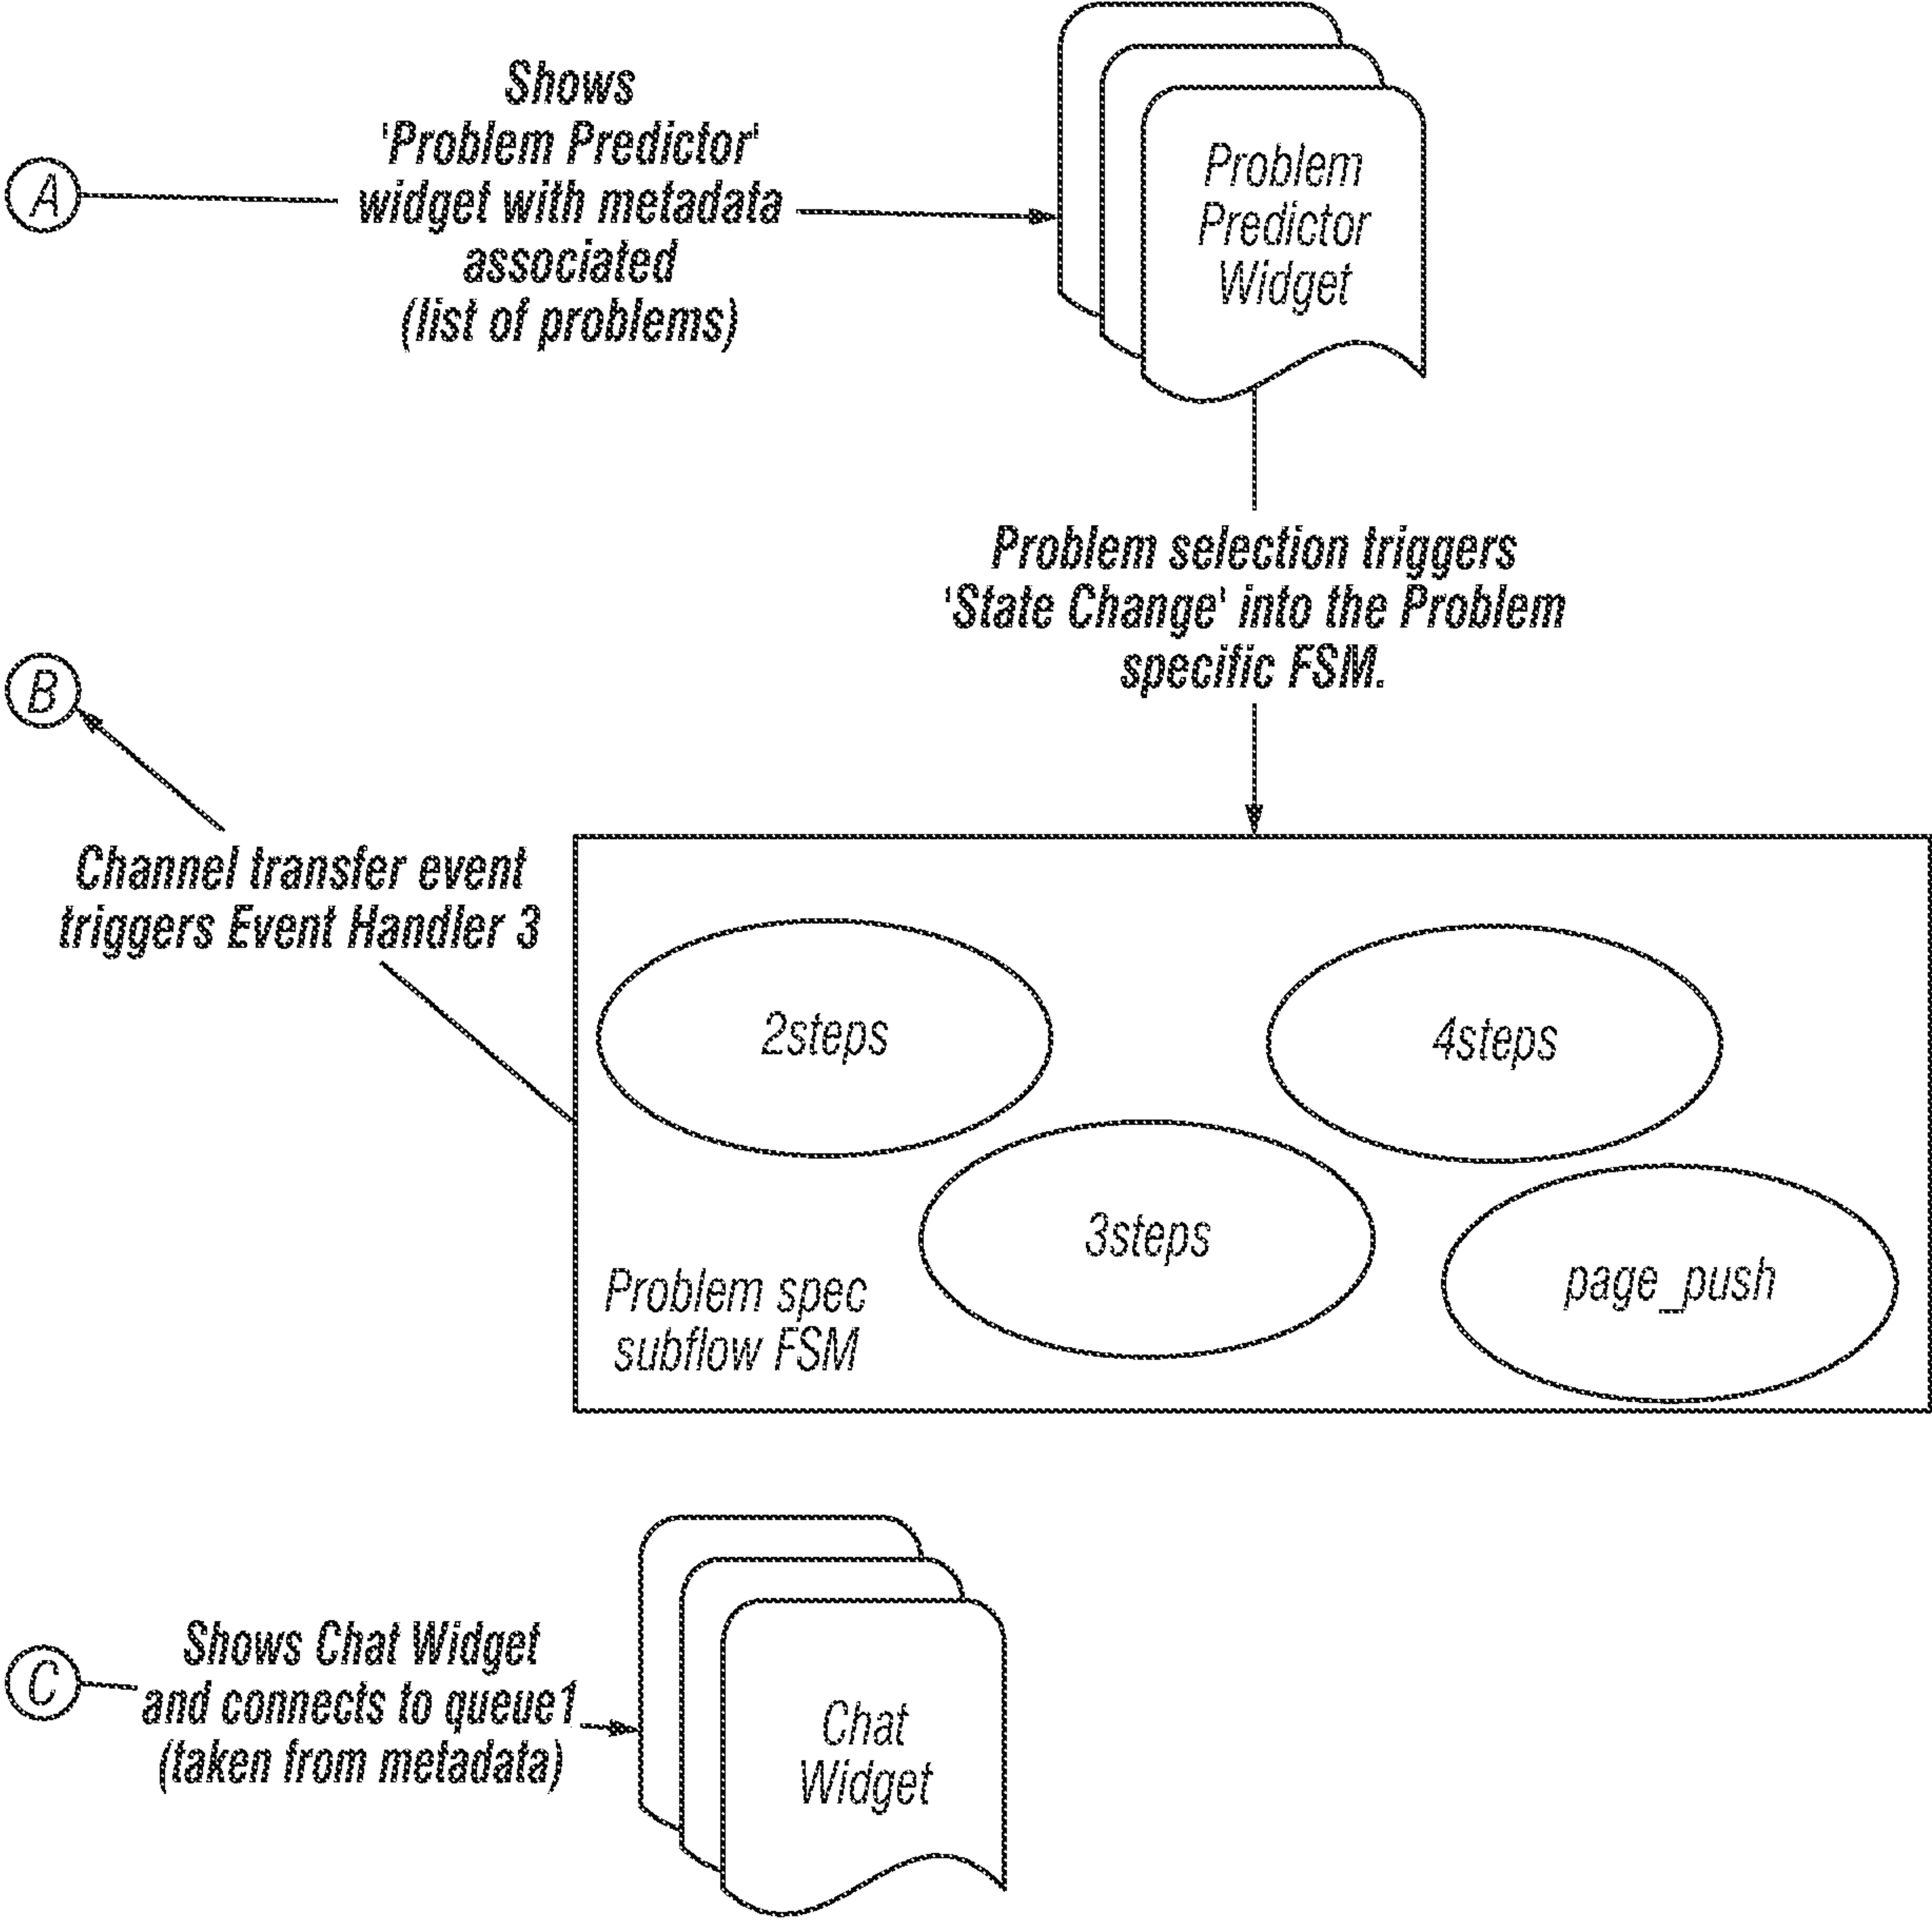 A
Shows
'Problem Predictor'
widget with metadata
associated
(list of problems)
Problem
Predictor
Widget
Problem selection triggers
'State Change' into the Problem
specific FSM.
B
Channel transfer event
triggers Event Handler 3
2steps
4steps
3steps
page_push
Problem spec
subflow FSM
C
Shows Chat Widget
and connects to queue1
(taken from metadata)
Chat
Widget